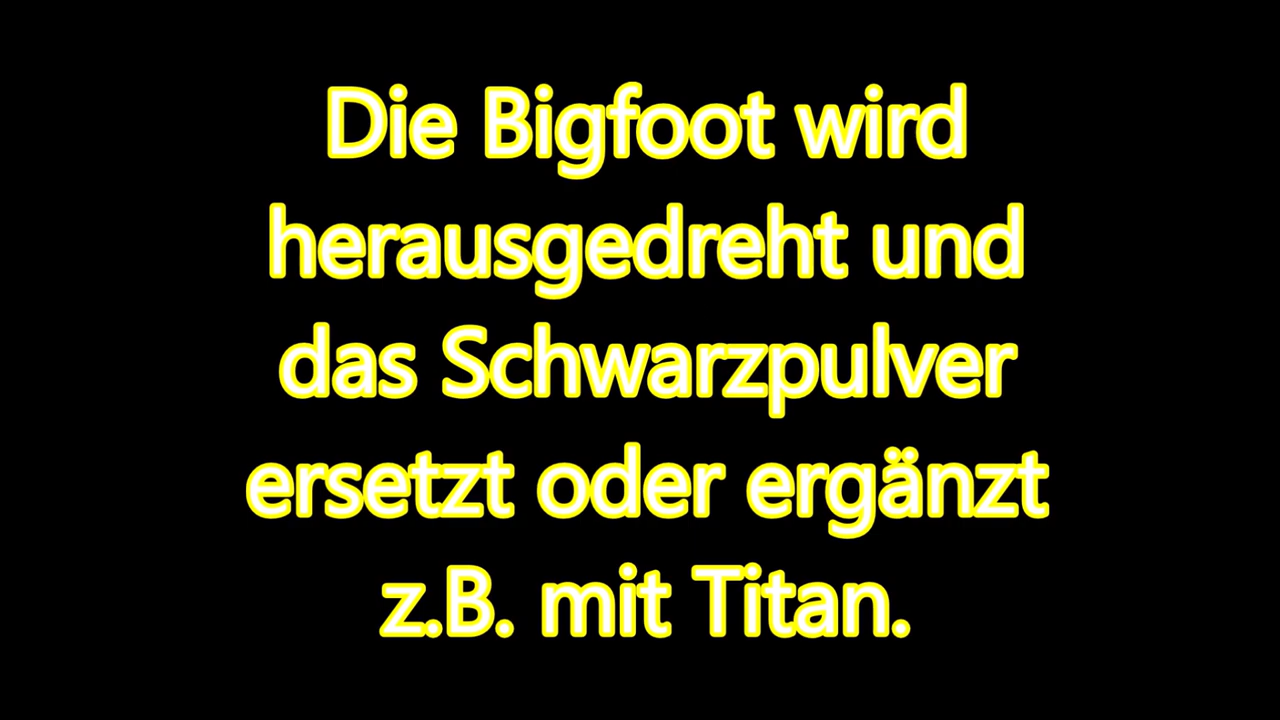 Die Bigfoot wird
herausgedreht und
das Schwarzpulver
ersetzt oder ergänzt
z.B. mit Titan.